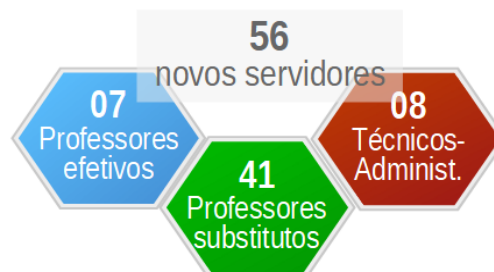 56
novos servidores
07
Professores
efetivos
41
Professores
substitutos
08
Técnicos-
Administ.